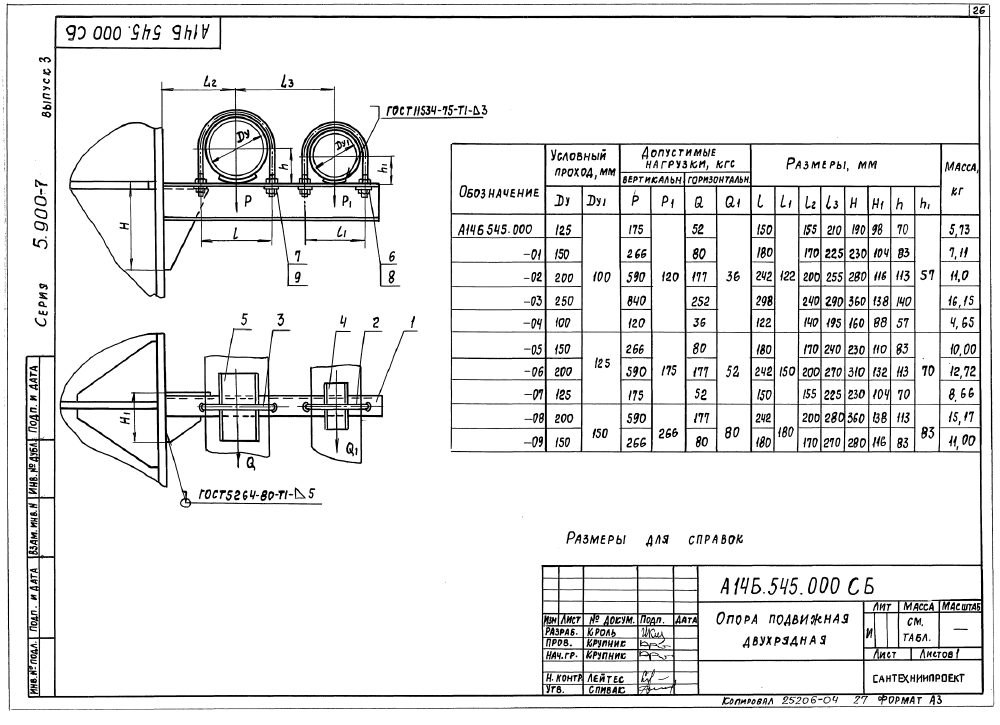 26
А14Б 545.000 СБ
Серия 5.900-7 выпуск 3
L2 L3
ГОСТ 11534-75-Т1-△3
Dy Dy1
h h1
P P1
H
l l1
7 6
9 8
5 3 4 2 1
H1
Q Q1
ГОСТ 5264-80-Т1-△5
Обозначение | Условный проход, мм | Допустимые нагрузки, кгс | Размеры, мм | Масса, кг
вертикальн. | горизонтальн.
Dy | Dy1 | P | P1 | Q | Q1 | l | l1 | L2 | L3 | H | H1 | h | h1
А14Б 545.000 | 125 | 175 | 52 | 150 | 155 | 210 | 190 | 98 | 70 | 5,73
-01 | 150 | 266 | 80 | 180 | 170 | 225 | 230 | 104 | 83 | 7,11
-02 | 200 | 100 | 590 | 120 | 177 | 36 | 242 | 122 | 200 | 255 | 280 | 116 | 113 | 57 | 11,0
-03 | 250 | 840 | 252 | 298 | 240 | 290 | 360 | 138 | 140 | 16,15
-04 | 100 | 120 | 36 | 122 | 140 | 195 | 160 | 88 | 57 | 4,65
-05 | 150 | 125 | 266 | 80 | 180 | 170 | 240 | 230 | 110 | 83 | 10,00
-06 | 200 | 590 | 175 | 177 | 52 | 242 | 150 | 200 | 270 | 310 | 132 | 113 | 70 | 12,72
-07 | 125 | 175 | 52 | 150 | 155 | 225 | 230 | 104 | 70 | 8,66
-08 | 200 | 150 | 590 | 266 | 177 | 80 | 242 | 180 | 200 | 280 | 360 | 138 | 113 | 83 | 15,17
-09 | 150 | 266 | 80 | 180 | 170 | 270 | 280 | 116 | 83 | 11,00
Размеры для справок
Инв. № подл. | Подп. и дата | Взам. инв. № | Инв. № дубл. | Подп. и дата
А14Б.545.000 СБ
Изм Лист № докум. Подп. Дата
Разраб. Кроль
Пров. Крупник
Нач. гр. Крупник
Н. контр. Лейтес
Утв. Спивак
Опора подвижная
двухрядная
Лит Масса Масштаб
И см. табл. —
Лист Листов 1
Сантехниипроект
Копировал 25206-04 27 Формат А3